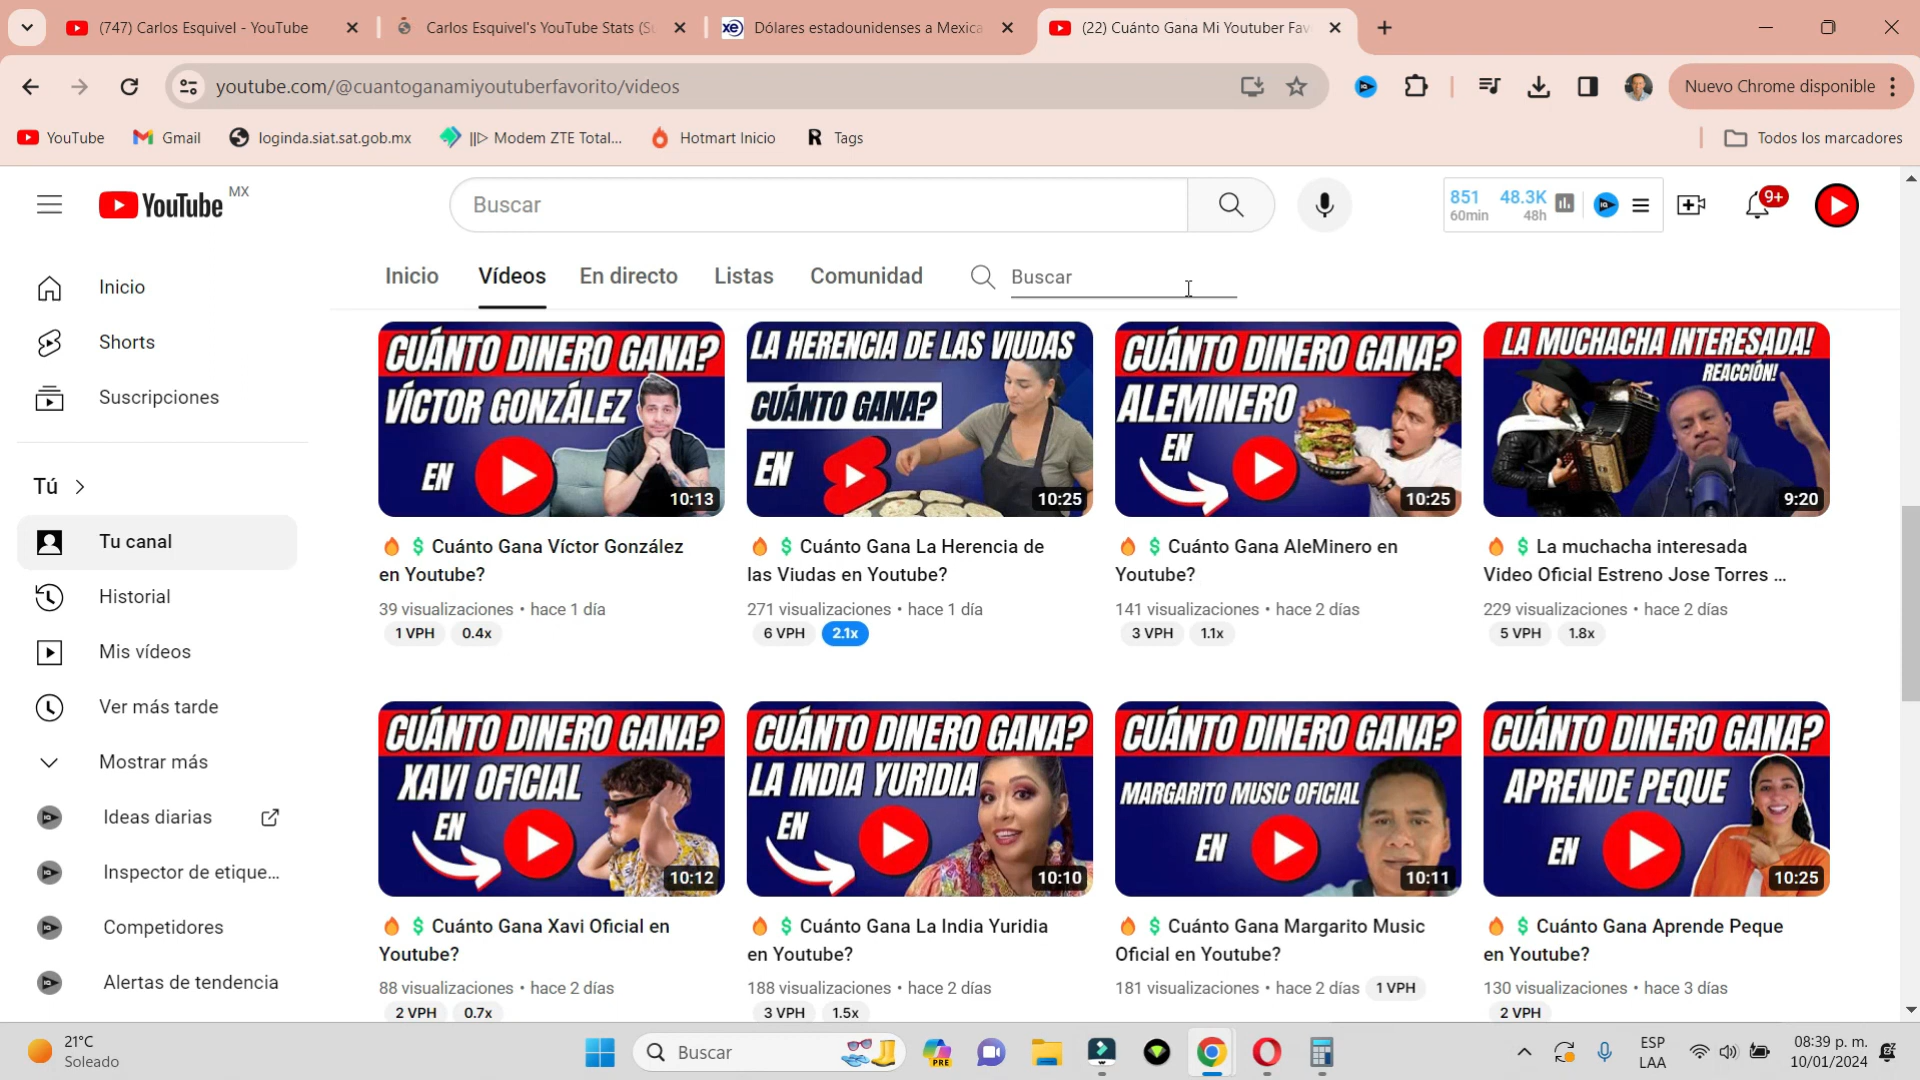 (747) Carlos Esquivel - YouTube
Carlos Esquivel's YouTube Stats (Su
xe Dólares estadounidenses a Mexica
(22) Cuánto Gana Mi Youtuber Fav
youtube.com/@cuantoganamiyoutuberfavorito/videos
Nuevo Chrome disponible
YouTube
Gmail
loginda.siat.sat.gob.mx
||▷ Modem ZTE Total...
Hotmart Inicio
R Tags
Todos los marcadores
YouTube MX
Buscar
851 60min
48.3K 48h
9+
Inicio
Vídeos
En directo
Listas
Comunidad
Buscar
Inicio
Shorts
Suscripciones
Tú
Tu canal
Historial
Mis vídeos
Ver más tarde
Mostrar más
Ideas diarias
Inspector de etique...
Competidores
Alertas de tendencia
CUÁNTO DINERO GANA?
VÍCTOR GONZÁLEZ
EN
10:13
🔥 $ Cuánto Gana Víctor González
en Youtube?
39 visualizaciones • hace 1 día
1 VPH 0.4x
LA HERENCIA DE LAS VIUDAS
CUÁNTO GANA?
EN
10:25
🔥 $ Cuánto Gana La Herencia de
las Viudas en Youtube?
271 visualizaciones • hace 1 día
6 VPH 2.1x
CUÁNTO DINERO GANA?
ALEMINERO
EN
10:25
🔥 $ Cuánto Gana AleMinero en
Youtube?
141 visualizaciones • hace 2 días
3 VPH 1.1x
LA MUCHACHA INTERESADA!
REACCIÓN!
9:20
🔥 $ La muchacha interesada
Video Oficial Estreno Jose Torres ...
229 visualizaciones • hace 2 días
5 VPH 1.8x
CUÁNTO DINERO GANA?
XAVI OFICIAL
EN
10:12
🔥 $ Cuánto Gana Xavi Oficial en
Youtube?
88 visualizaciones • hace 2 días
2 VPH 0.7x
CUÁNTO DINERO GANA?
LA INDIA YURIDIA
EN
10:10
🔥 $ Cuánto Gana La India Yuridia
en Youtube?
188 visualizaciones • hace 2 días
3 VPH 1.5x
CUÁNTO DINERO GANA?
MARGARITO MUSIC OFICIAL
EN
10:11
🔥 $ Cuánto Gana Margarito Music
Oficial en Youtube?
181 visualizaciones • hace 2 días 1 VPH
CUÁNTO DINERO GANA?
APRENDE PEQUE
EN
10:25
🔥 $ Cuánto Gana Aprende Peque
en Youtube?
130 visualizaciones • hace 3 días
2 VPH
21°C
Soleado
Buscar
PRE
ESP
LAA
08:39 p. m.
10/01/2024